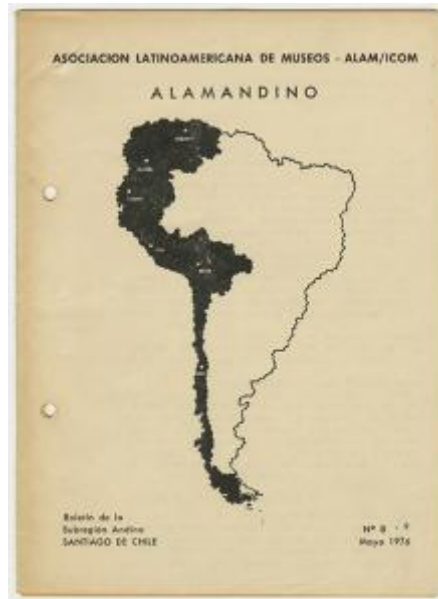 ASOCIACION LATINOAMERICANA DE MUSEOS - ALAM/ICOM
ALAMANDINO
Boletín de la
Subregión Andina
SANTIAGO DE CHILE
Nº 8 - 9
Mayo 1976